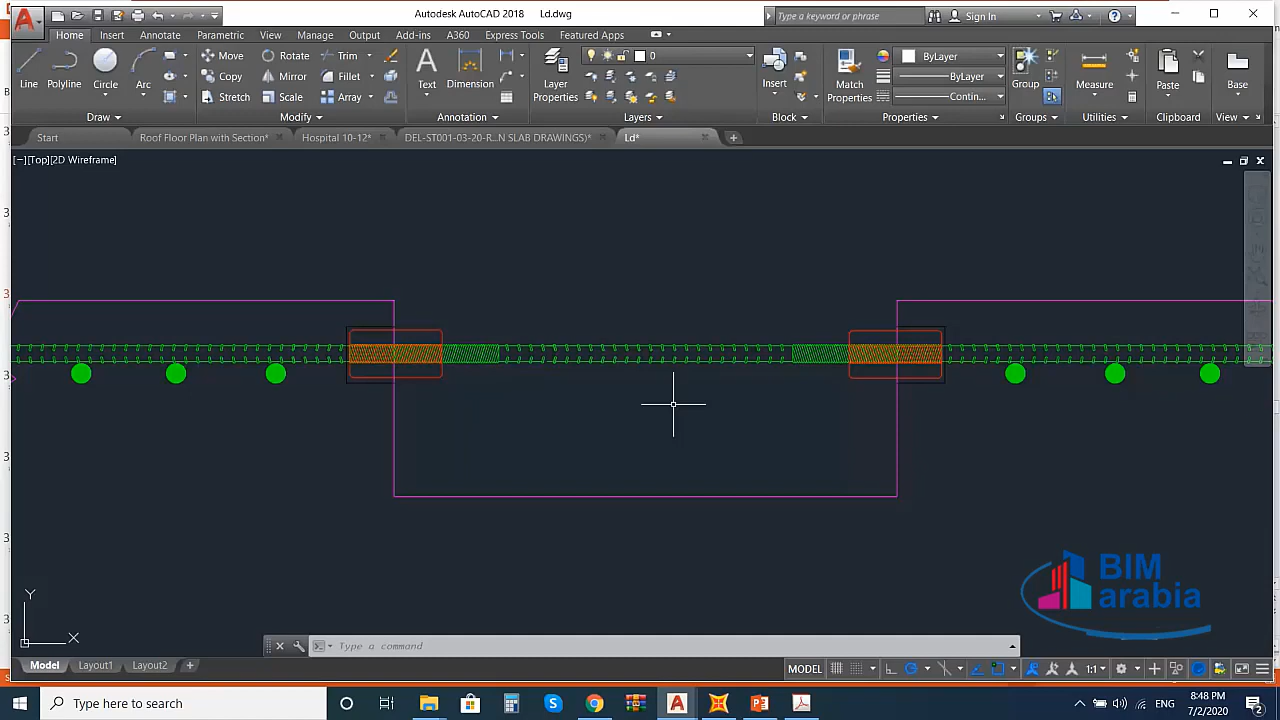 Autodesk AutoCAD 2018 Ld.dwg
Type a keyword or phrase
Sign In
Home Insert Annotate Parametric View Manage Output Add-ins A360 Express Tools Featured Apps
Line Polyline Circle Arc
Move Rotate Trim
Copy Mirror Fillet
Stretch Scale Array
Text Dimension
Layer Properties
0
Insert
Match Properties
ByLayer
ByLayer
Contin...
Group
Measure
Paste
Base
Draw Modify Annotation Layers Block Properties Groups Utilities Clipboard View
Start Roof Floor Plan with Section* Hospital 10-12* DEL-ST001-03-20-R...N SLAB DRAWINGS)* Ld*
[−][Top][2D Wireframe]
BIM
arabia
Y
X
Type a command
Model Layout1 Layout2
MODEL 1:1
Type here to search
ENG
8:48 PM
7/2/2020